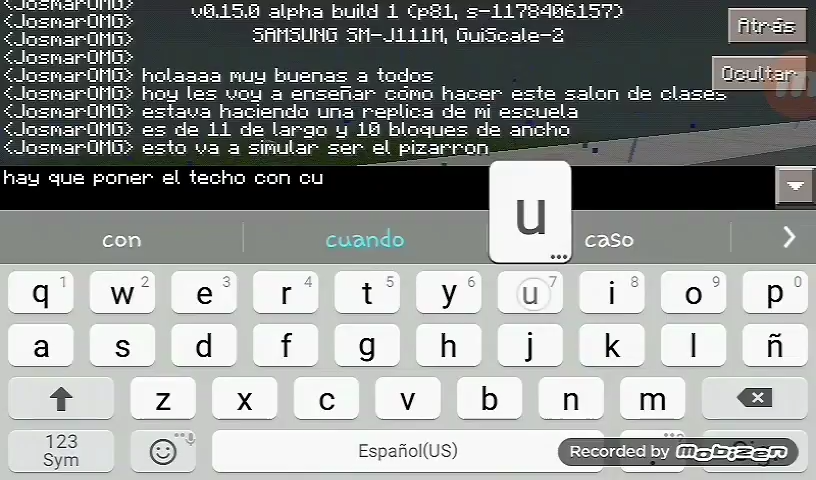 <JosmarOMG>
v0.15.0 alpha build 1 (p81, s-1178406157)
<JosmarOMG>
SAMSUNG SM-J111M, GuiScale-2
Atrás
<JosmarOMG>
<JosmarOMG>
<JosmarOMG> holaaaa muy buenas a todos
Ocultar
<JosmarOMG> hoy les voy a enseñar cómo hacer este salon de clases
<JosmarOMG> estava haciendo una replica de mi escuela
<JosmarOMG> es de 11 de largo y 10 bloques de ancho
<JosmarOMG> esto va a simular ser el pizarron
hay que poner el techo con cu
u
con cuando caso
q 1 w 2 e 3 r 4 t 5 y 6 u 7 i 8 o 9 p 0
a s d f g h j k l ñ
z x c v b n m
123
Sym
Español(US)
Recorded by mobizen